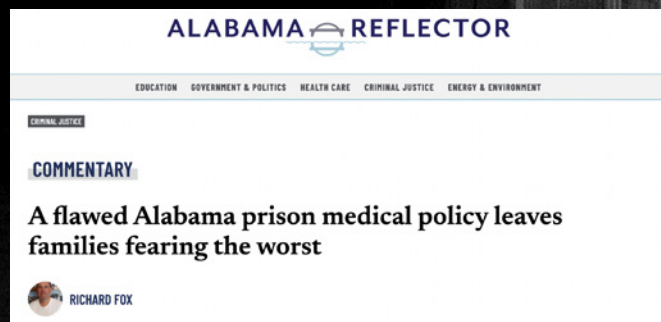 ALABAMA REFLECTOR
EDUCATION GOVERNMENT & POLITICS HEALTH CARE CRIMINAL JUSTICE ENERGY & ENVIRONMENT
CRIMINAL JUSTICE
COMMENTARY
A flawed Alabama prison medical policy leaves
families fearing the worst
RICHARD FOX